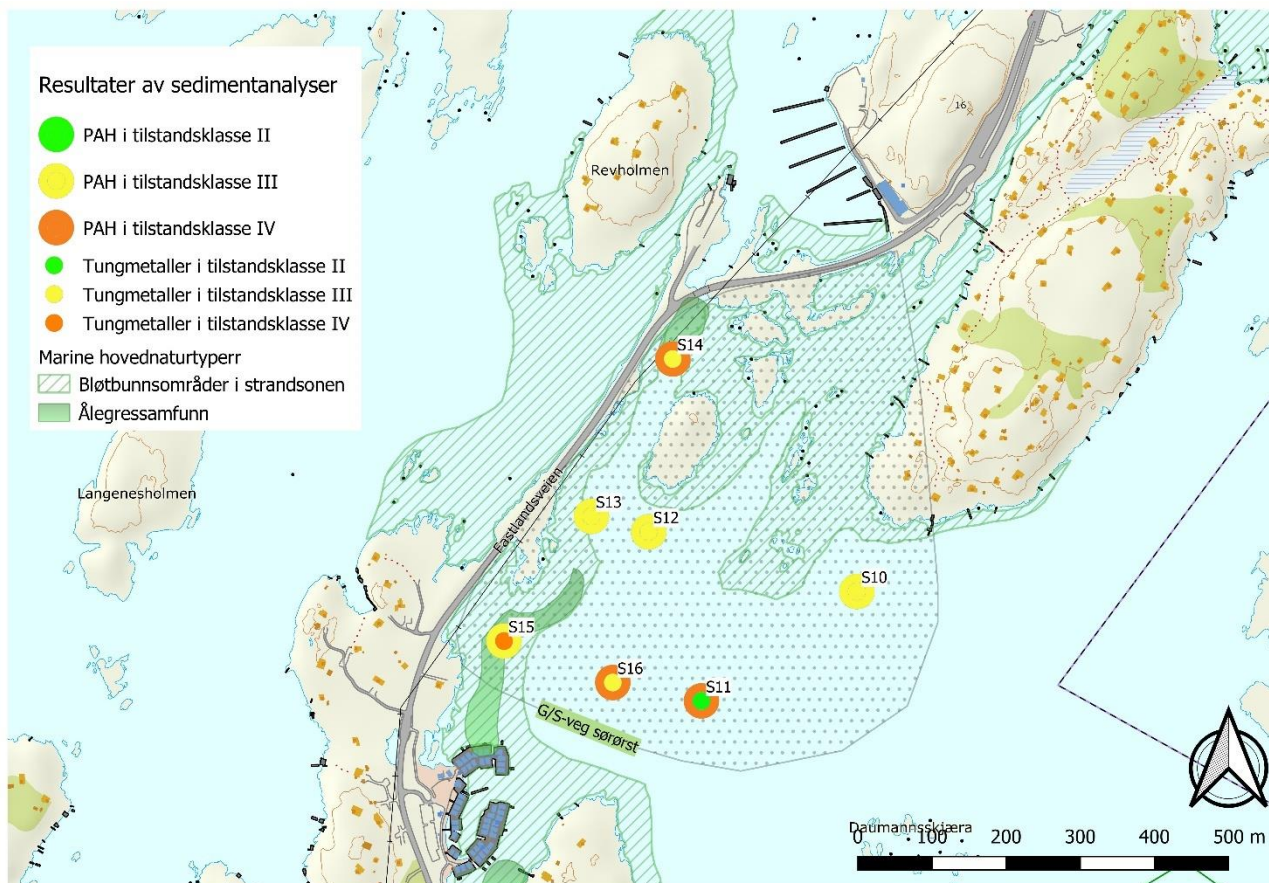 Resultater av sedimentanalyser
PAH i tilstandsklasse II
PAH i tilstandsklasse III
PAH i tilstandsklasse IV
Tungmetaller i tilstandsklasse II
Tungmetaller i tilstandsklasse III
Tungmetaller i tilstandsklasse IV
Marine hovednaturtyperr
Bløtbunnsområder i strandsonen
Ålegressamfunn
16
Revholmen
S14
Langenesholmen
Fastlandsveien
S13
S12
S10
S15
S16
S11
G/S-veg sørørst
Daumannsskjæra
0 100 200 300 400 500 m